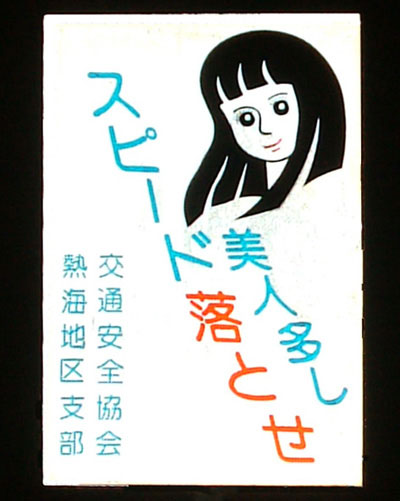 美人多し
スピード落とせ
交通安全協会
熱海地区支部